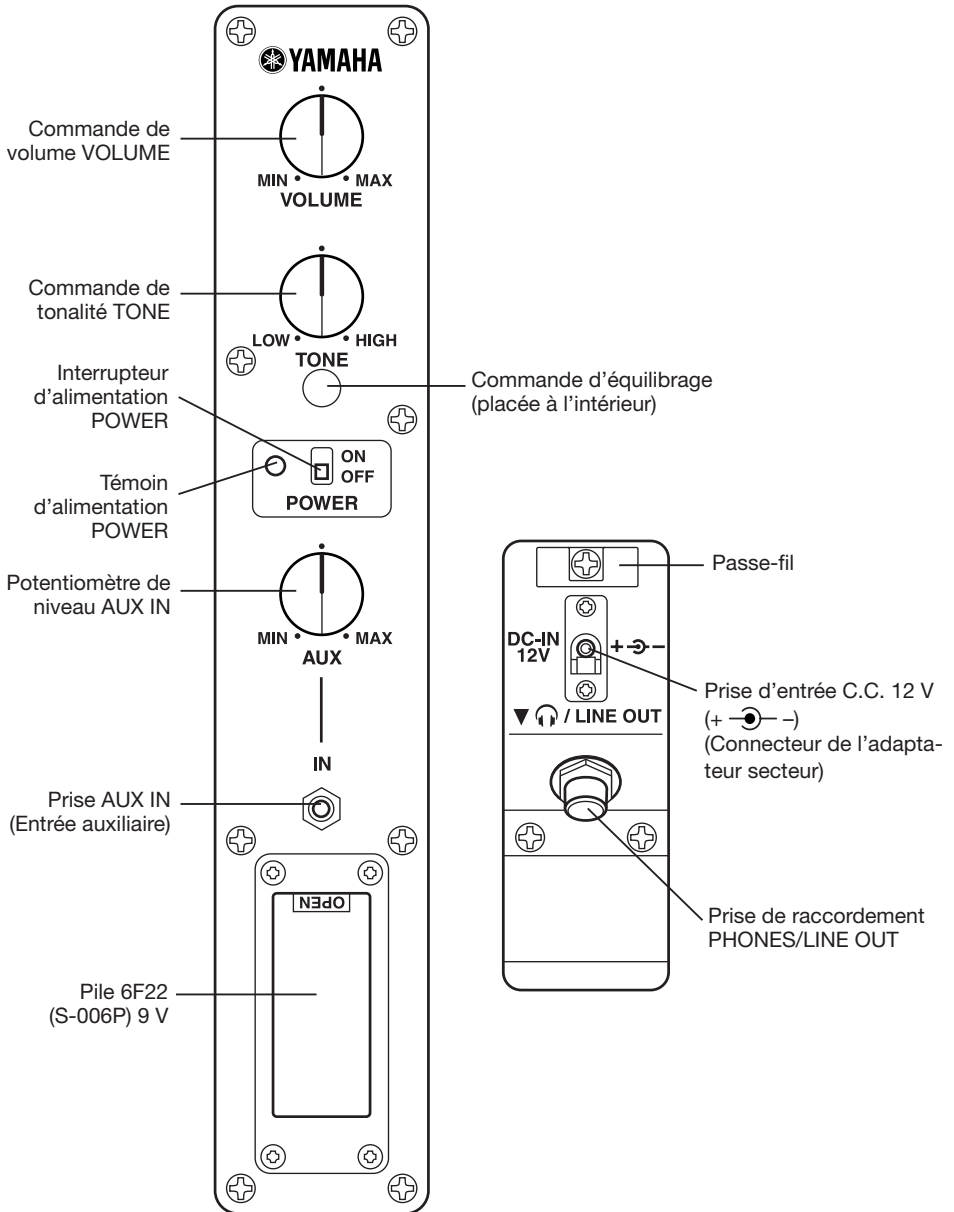 YAMAHA
Commande de
volume VOLUME
MIN MAX
VOLUME
Commande de
tonalité TONE
LOW HIGH
TONE
Interrupteur
d'alimentation
POWER
Commande d'équilibrage
(placée à l'intérieur)
ON
OFF
POWER
Témoin
d'alimentation
POWER
Potentiomètre de
niveau AUX IN
MIN MAX
AUX
IN
Prise AUX IN
(Entrée auxiliaire)
OPEN
Pile 6F22
(S-006P) 9 V
Passe-fil
DC-IN
12V
+ -
Prise d'entrée C.C. 12 V
(+ –)
(Connecteur de l'adapta-
teur secteur)
▼ / LINE OUT
Prise de raccordement
PHONES/LINE OUT